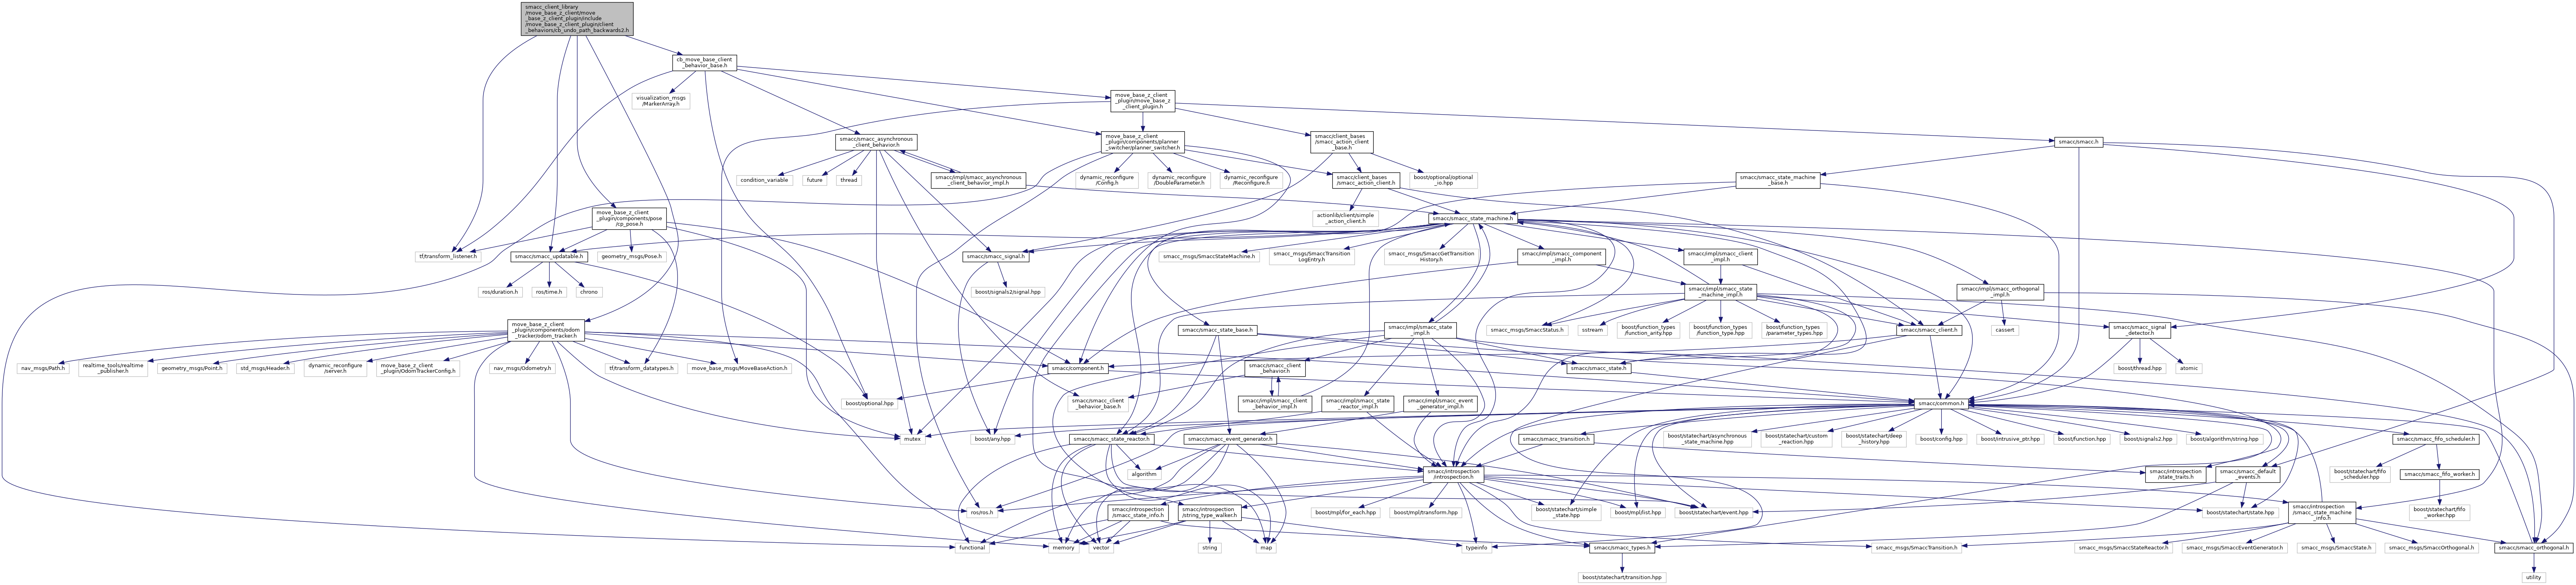 smacc_client_library
/move_base_z_client/move
_base_z_client_plugin/include
/move_base_z_client_plugin/client
_behaviors/cb_undo_path_backwards2.h
cb_move_base_client
_behavior_base.h
visualization_msgs
/MarkerArray.h
move_base_z_client
_plugin/move_base_z
_client_plugin.h
smacc/smacc_asynchronous
_client_behavior.h
move_base_z_client
_plugin/components/planner
_switcher/planner_switcher.h
smacc/client_bases
/smacc_action_client
_base.h
smacc/smacc.h
condition_variable
future
thread
smacc/impl/smacc_asynchronous
_client_behavior_impl.h
dynamic_reconfigure
/Config.h
dynamic_reconfigure
/DoubleParameter.h
dynamic_reconfigure
/Reconfigure.h
smacc/client_bases
/smacc_action_client.h
boost/optional/optional
_io.hpp
smacc/smacc_state_machine
_base.h
move_base_z_client
_plugin/components/pose
/cp_pose.h
actionlib/client/simple
_action_client.h
smacc/smacc_state_machine.h
tf/transform_listener.h
smacc/smacc_updatable.h
geometry_msgs/Pose.h
smacc/smacc_signal.h
smacc_msgs/SmaccStateMachine.h
smacc_msgs/SmaccTransition
LogEntry.h
smacc_msgs/SmaccGetTransition
History.h
smacc/impl/smacc_component
_impl.h
smacc/impl/smacc_client
_impl.h
ros/duration.h
ros/time.h
chrono
boost/signals2/signal.hpp
smacc/impl/smacc_state
_machine_impl.h
smacc/impl/smacc_orthogonal
_impl.h
move_base_z_client
_plugin/components/odom
_tracker/odom_tracker.h
smacc/smacc_state_base.h
smacc/impl/smacc_state
_impl.h
smacc_msgs/SmaccStatus.h
sstream
boost/function_types
/function_arity.hpp
boost/function_types
/function_type.hpp
boost/function_types
/parameter_types.hpp
smacc/smacc_client.h
cassert
smacc/smacc_signal
_detector.h
nav_msgs/Path.h
realtime_tools/realtime
_publisher.h
geometry_msgs/Point.h
std_msgs/Header.h
dynamic_reconfigure
/server.h
move_base_z_client
_plugin/OdomTrackerConfig.h
nav_msgs/Odometry.h
tf/transform_datatypes.h
move_base_msgs/MoveBaseAction.h
smacc/component.h
smacc/smacc_client
_behavior.h
smacc/smacc_state.h
boost/thread.hpp
atomic
boost/optional.hpp
smacc/smacc_client
_behavior_base.h
smacc/impl/smacc_client
_behavior_impl.h
smacc/impl/smacc_state
_reactor_impl.h
smacc/impl/smacc_event
_generator_impl.h
smacc/common.h
mutex
boost/any.hpp
smacc/smacc_state_reactor.h
smacc/smacc_event_generator.h
smacc/smacc_transition.h
boost/statechart/asynchronous
_state_machine.hpp
boost/statechart/custom
_reaction.hpp
boost/statechart/deep
_history.hpp
boost/config.hpp
boost/intrusive_ptr.hpp
boost/function.hpp
boost/signals2.hpp
boost/algorithm/string.hpp
smacc/smacc_fifo_scheduler.h
algorithm
smacc/introspection
/introspection.h
smacc/introspection
/state_traits.h
smacc/smacc_default
_events.h
boost/statechart/fifo
_scheduler.hpp
smacc/smacc_fifo_worker.h
ros/ros.h
smacc/introspection
/smacc_state_info.h
smacc/introspection
/string_type_walker.h
boost/mpl/for_each.hpp
boost/mpl/transform.hpp
boost/statechart/simple
_state.hpp
boost/mpl/list.hpp
boost/statechart/event.hpp
boost/statechart/state.hpp
smacc/introspection
/smacc_state_machine
_info.h
boost/statechart/fifo
_worker.hpp
functional
memory
vector
string
map
typeinfo
smacc/smacc_types.h
smacc_msgs/SmaccTransition.h
smacc_msgs/SmaccStateReactor.h
smacc_msgs/SmaccEventGenerator.h
smacc_msgs/SmaccState.h
smacc_msgs/SmaccOrthogonal.h
smacc/smacc_orthogonal.h
boost/statechart/transition.hpp
utility